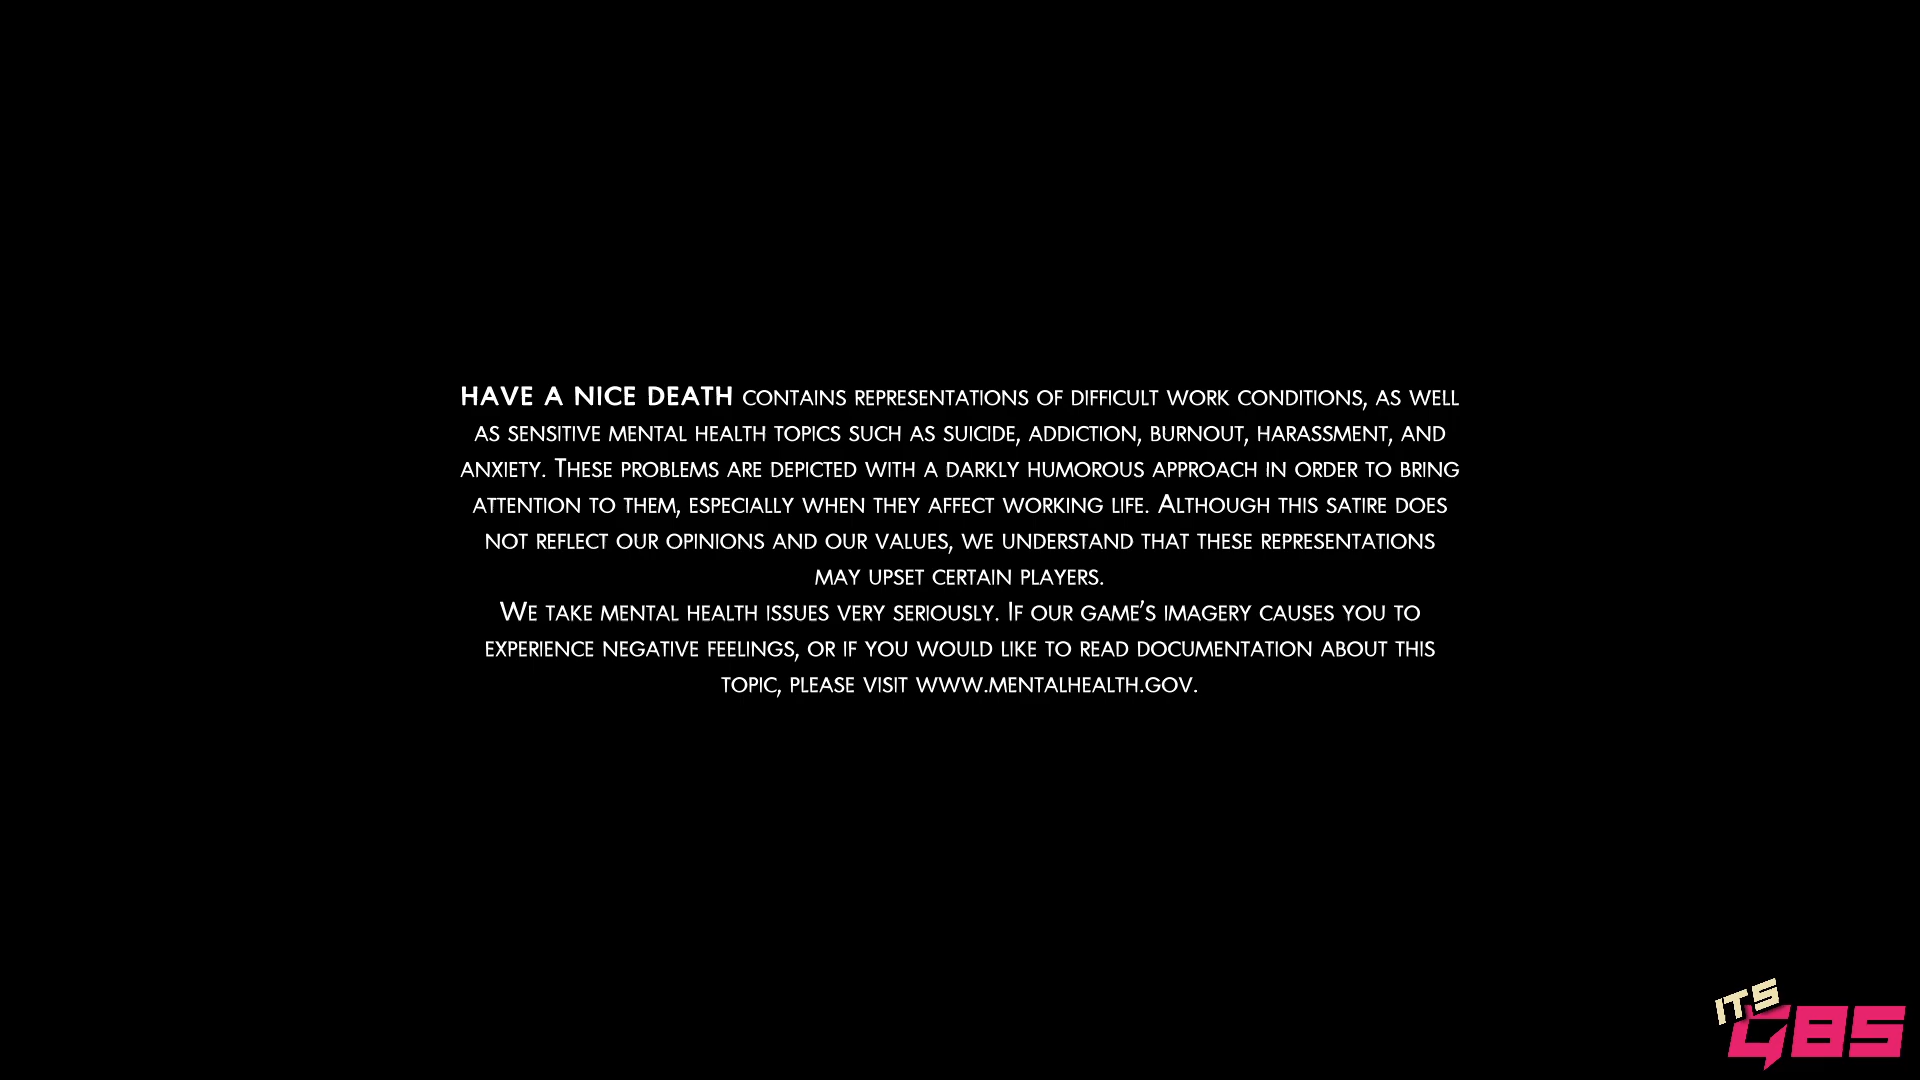 HAVE A NICE DEATH CONTAINS REPRESENTATIONS OF DIFFICULT WORK CONDITIONS, AS WELL
AS SENSITIVE MENTAL HEALTH TOPICS SUCH AS SUICIDE, ADDICTION, BURNOUT, HARASSMENT, AND
ANXIETY. THESE PROBLEMS ARE DEPICTED WITH A DARKLY HUMOROUS APPROACH IN ORDER TO BRING
ATTENTION TO THEM, ESPECIALLY WHEN THEY AFFECT WORKING LIFE. ALTHOUGH THIS SATIRE DOES
NOT REFLECT OUR OPINIONS AND OUR VALUES, WE UNDERSTAND THAT THESE REPRESENTATIONS
MAY UPSET CERTAIN PLAYERS.
WE TAKE MENTAL HEALTH ISSUES VERY SERIOUSLY. IF OUR GAME'S IMAGERY CAUSES YOU TO
EXPERIENCE NEGATIVE FEELINGS, OR IF YOU WOULD LIKE TO READ DOCUMENTATION ABOUT THIS
TOPIC, PLEASE VISIT WWW.MENTALHEALTH.GOV.
ITS
G8S